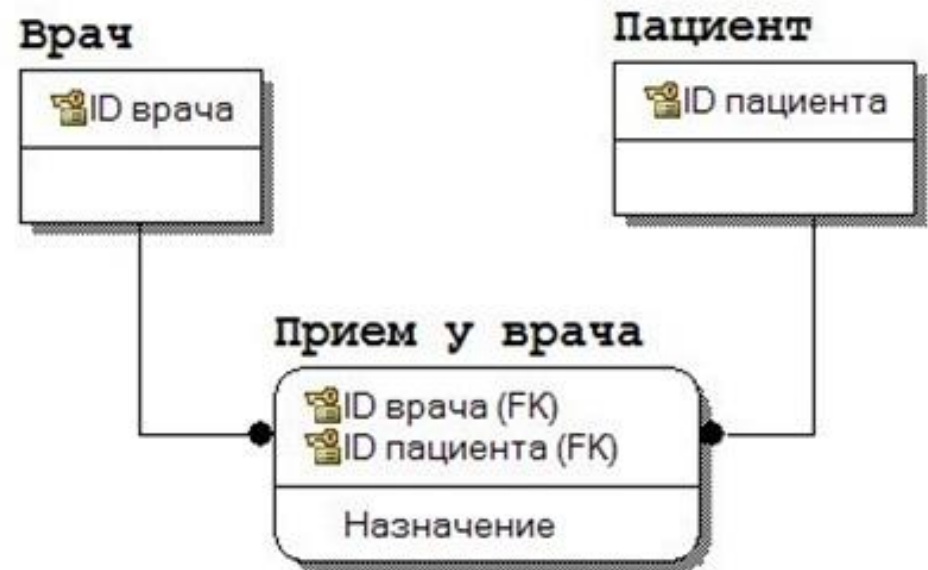 Врач
ID врача
Пациент
ID пациента
Прием у врача
ID врача (FK)
ID пациента (FK)
Назначение